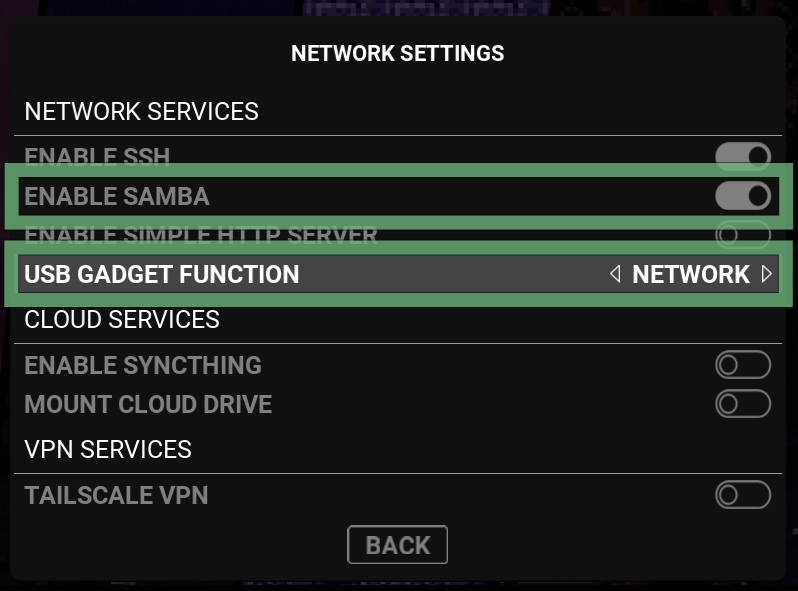 NETWORK SETTINGS
NETWORK SERVICES
ENABLE SSH
ENABLE SAMBA
ENABLE SIMPLE HTTP SERVER
USB GADGET FUNCTION NETWORK
CLOUD SERVICES
ENABLE SYNCTHING
MOUNT CLOUD DRIVE
VPN SERVICES
TAILSCALE VPN
BACK